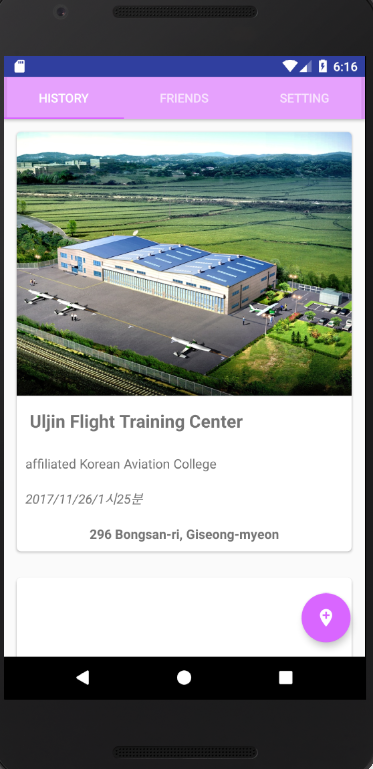 6:16
HISTORY
FRIENDS
SETTING
Uljin Flight Training Center
affiliated Korean Aviation College
2017/11/26/1시25분
296 Bongsan-ri, Giseong-myeon